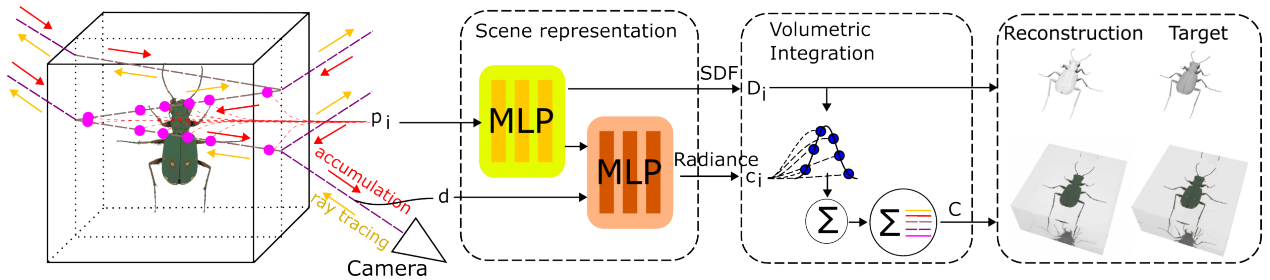 accumulation
ray tracing
Camera
p i
d
Scene representation
MLP
MLP
SDF
Radiance
Volumetric
Integration
D i
c i
Σ
Σ
C
Reconstruction
Target